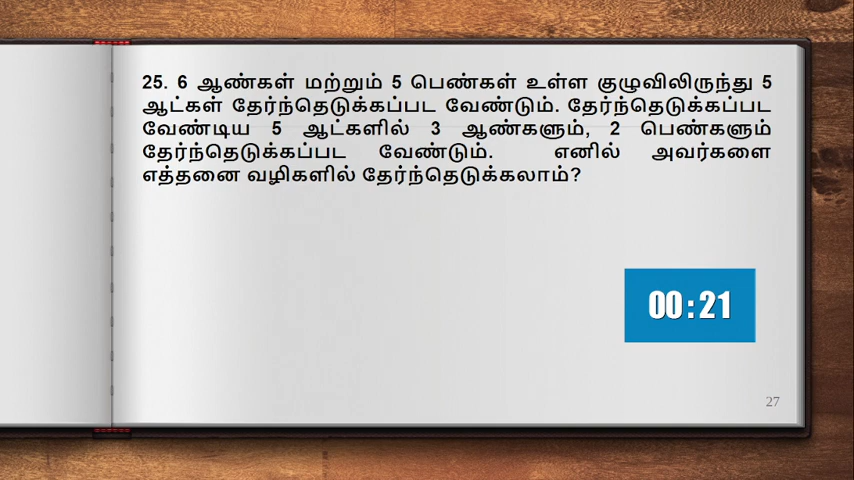 25. 6 ஆண்கள் மற்றும் 5 பெண்கள் உள்ள குழுவிலிருந்து 5
ஆட்கள் தேர்ந்தெடுக்கப்பட வேண்டும். தேர்ந்தெடுக்கப்பட
வேண்டிய 5 ஆட்களில் 3 ஆண்களும், 2 பெண்களும்
தேர்ந்தெடுக்கப்பட வேண்டும். எனில் அவர்களை
எத்தனை வழிகளில் தேர்ந்தெடுக்கலாம்?
00:21
27